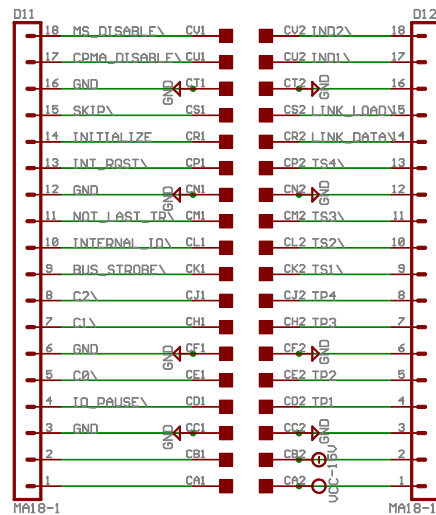 D11 D12
18 MS_DISABLE\ CV1 CV2 IND2\ 18
17 CPMA_DISABLE\ CU1 CU2 IND1\ 17
16 GND GND CT1 CT2 GND 16
15 SKIP\ CS1 CS2 LINK_LOAD\ 15
14 INITIALIZE CR1 CR2 LINK_DATA\ 14
13 INT_RQST\ CP1 CP2 TS4\ 13
12 GND GND CN1 CN2 GND 12
11 NOT_LAST_TR\ CM1 CM2 TS3\ 11
10 INTERNAL_IO\ CL1 CL2 TS2\ 10
9 BUS_STROBE\ CK1 CK2 TS1\ 9
8 C2\ CJ1 CJ2 TP4 8
7 C1\ CH1 CH2 TP3 7
6 GND GND CF1 CF2 GND 6
5 C0\ CE1 CE2 TP2 5
4 IO_PAUSE\ CD1 CD2 TP1 4
3 GND GND CC1 CC2 GND 3
2 CB1 CB2 -15V 2
1 CA1 CA2 VCC 1
MA18-1 MA18-1